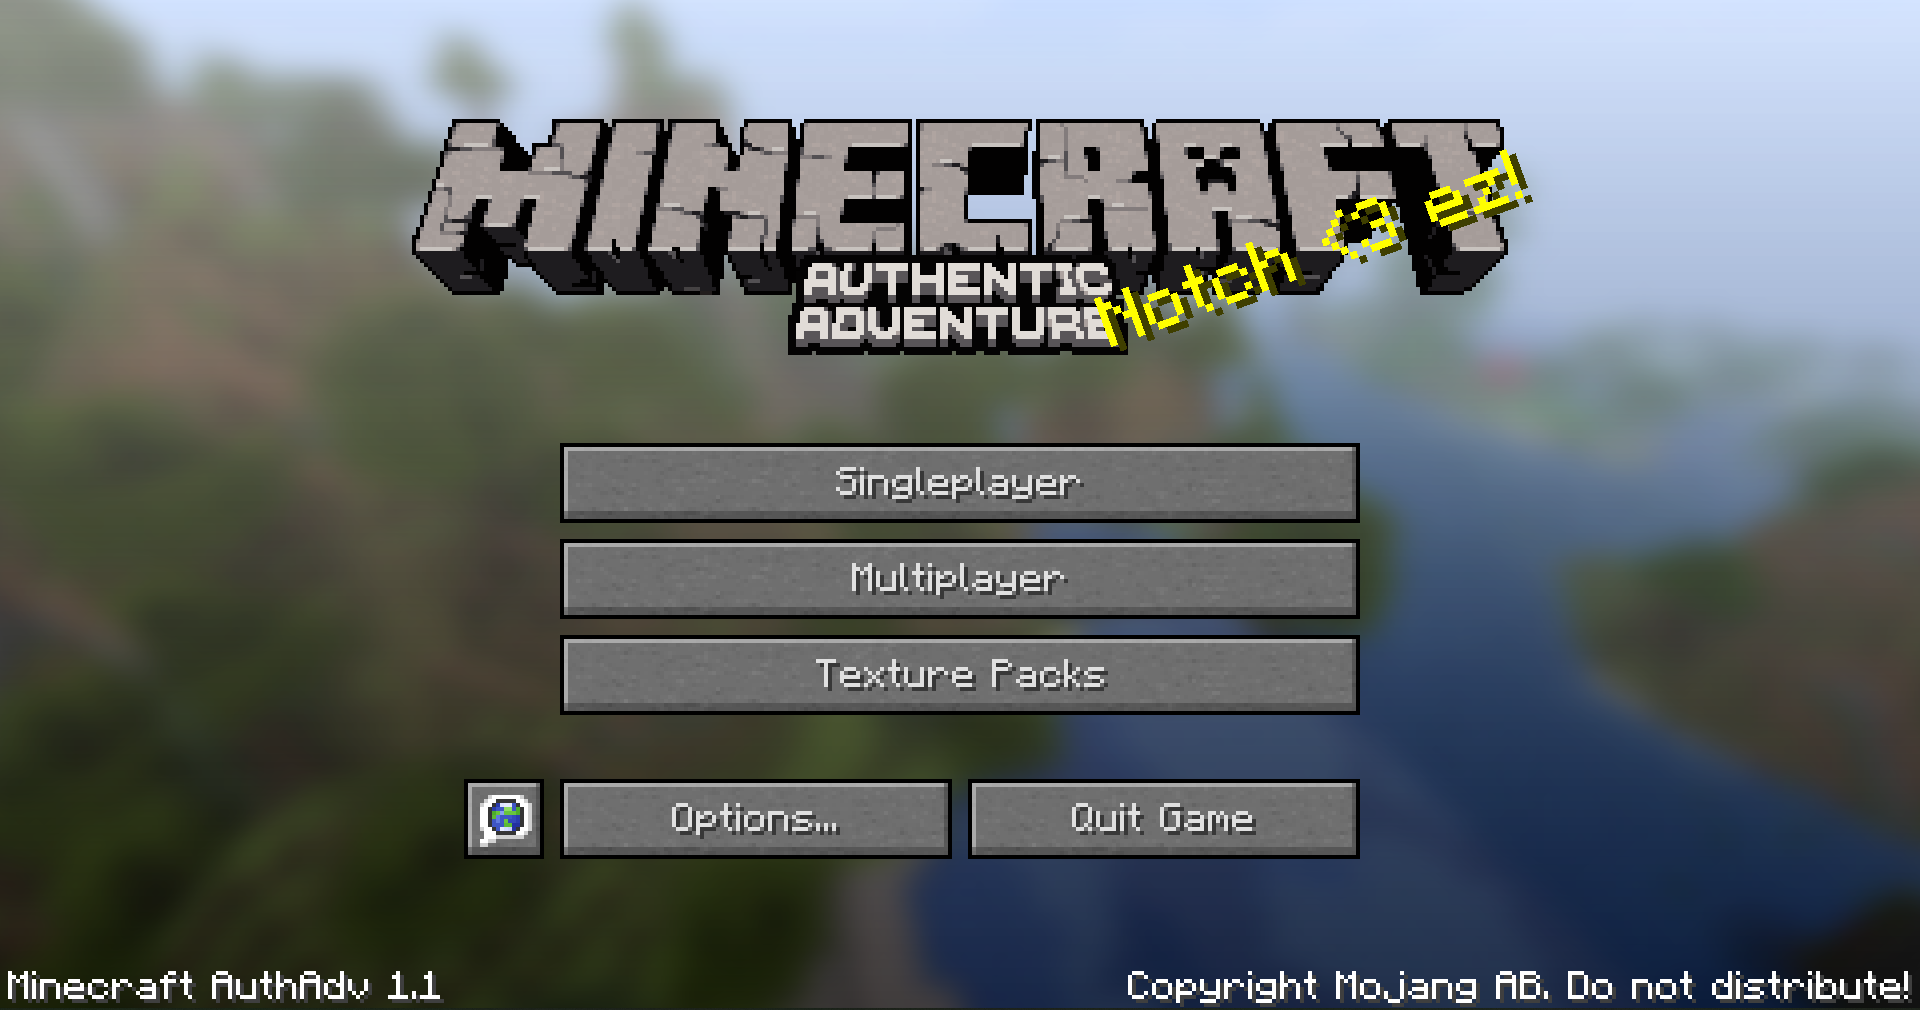 MINECRAFT
AUTHENTIC
ADVENTURE
Notch <3 ez!
Singleplayer
Multiplayer
Texture Packs
Options...
Quit Game
Minecraft AuthAdv 1.1
Copyright Mojang AB. Do not distribute!